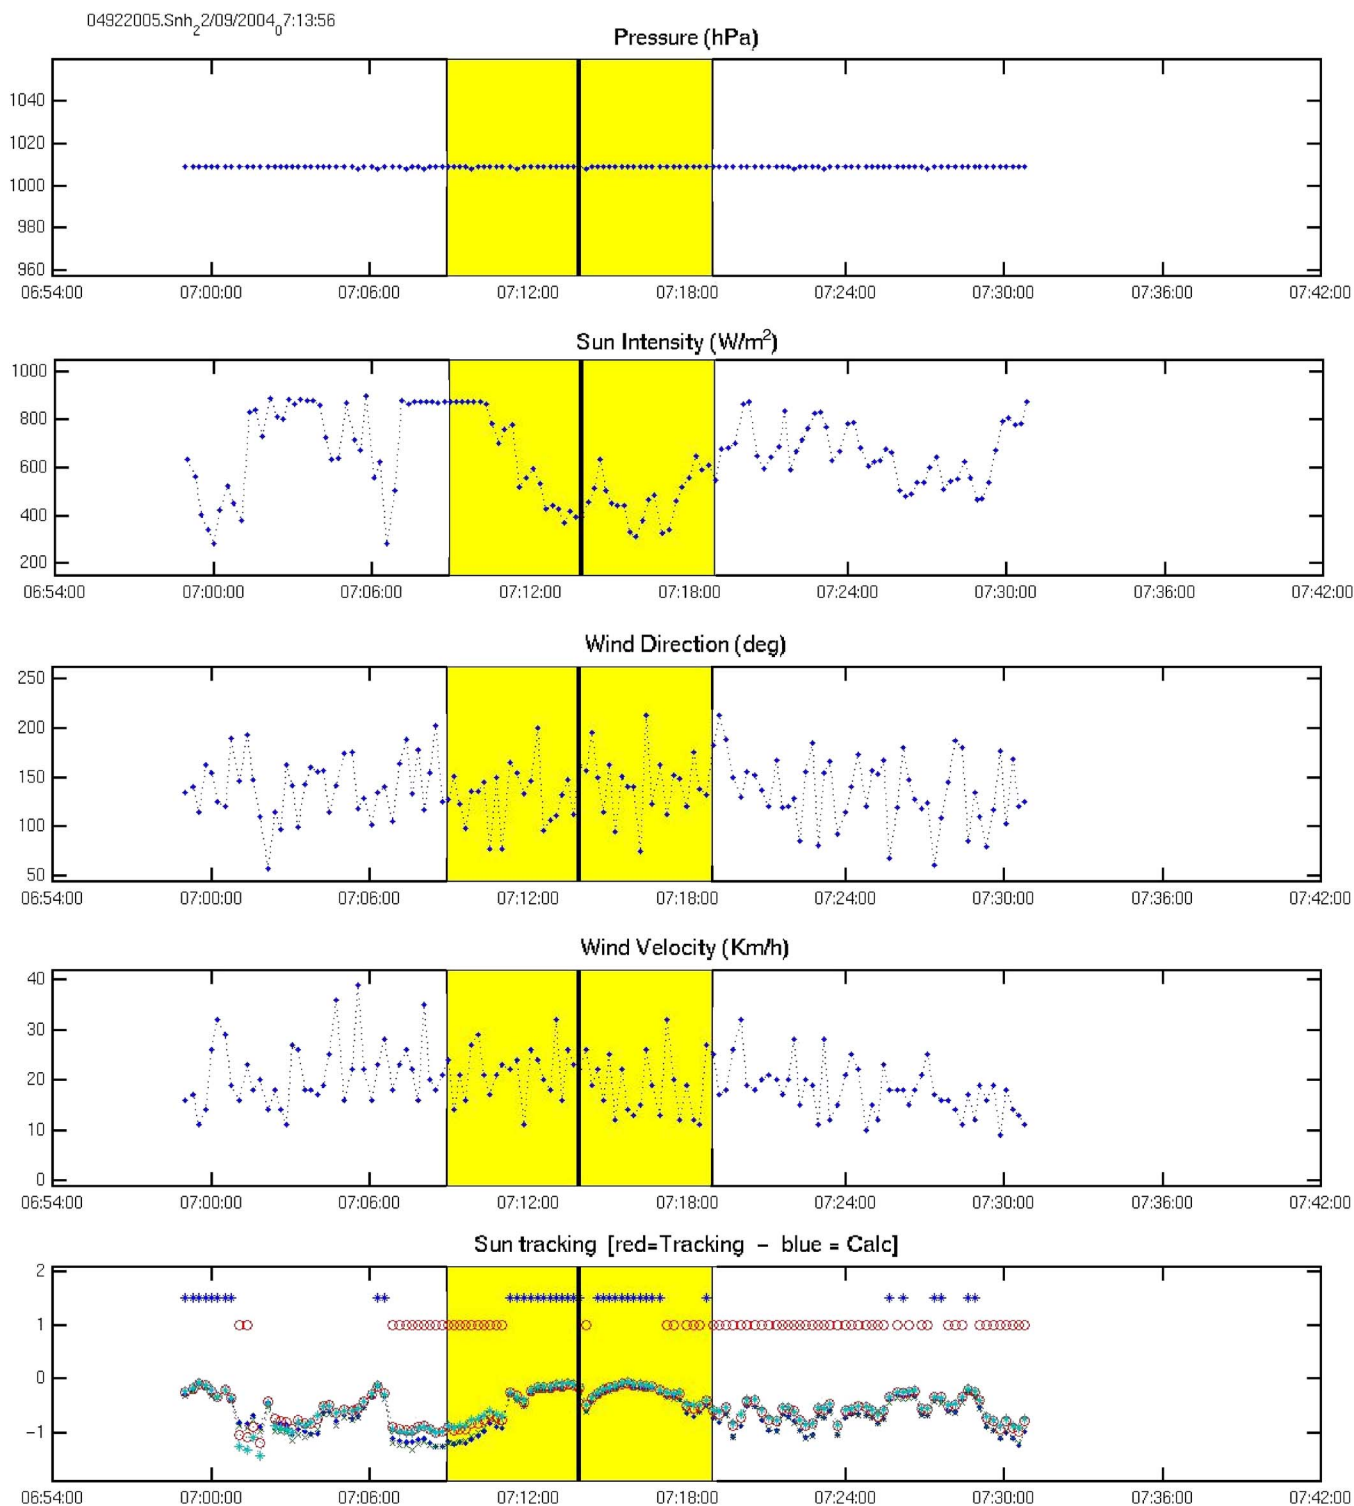 04922005.Snh_22/09/2004_07:13:56
Pressure (hPa)
1040
1020
1000
980
960
06:54:00 07:00:00 07:06:00 07:12:00 07:18:00 07:24:00 07:30:00 07:36:00 07:42:00
Sun Intensity (W/m²)
1000
800
600
400
200
06:54:00 07:00:00 07:06:00 07:12:00 07:18:00 07:24:00 07:30:00 07:36:00 07:42:00
Wind Direction (deg)
250
200
150
100
50
06:54:00 07:00:00 07:06:00 07:12:00 07:18:00 07:24:00 07:30:00 07:36:00 07:42:00
Wind Velocity (Km/h)
40
30
20
10
0
06:54:00 07:00:00 07:06:00 07:12:00 07:18:00 07:24:00 07:30:00 07:36:00 07:42:00
Sun tracking [red=Tracking – blue = Calc]
2
1
0
−1
06:54:00 07:00:00 07:06:00 07:12:00 07:18:00 07:24:00 07:30:00 07:36:00 07:42:00